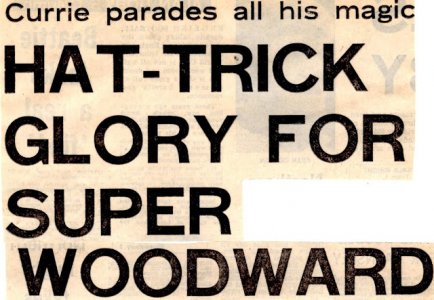 Currie parades all his magic
HAT-TRICK
GLORY FOR
SUPER
WOODWARD